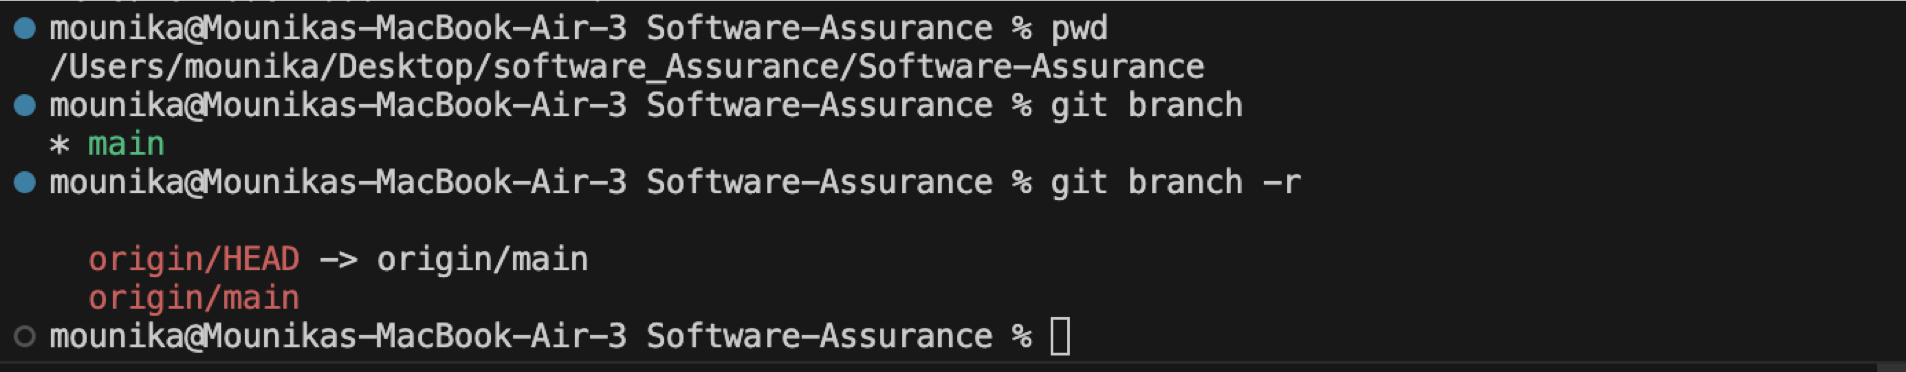 mounika@Mounikas-MacBook-Air-3 Software-Assurance % pwd
/Users/mounika/Desktop/software_Assurance/Software-Assurance
mounika@Mounikas-MacBook-Air-3 Software-Assurance % git branch
* main
mounika@Mounikas-MacBook-Air-3 Software-Assurance % git branch -r
origin/HEAD -> origin/main
origin/main
mounika@Mounikas-MacBook-Air-3 Software-Assurance %